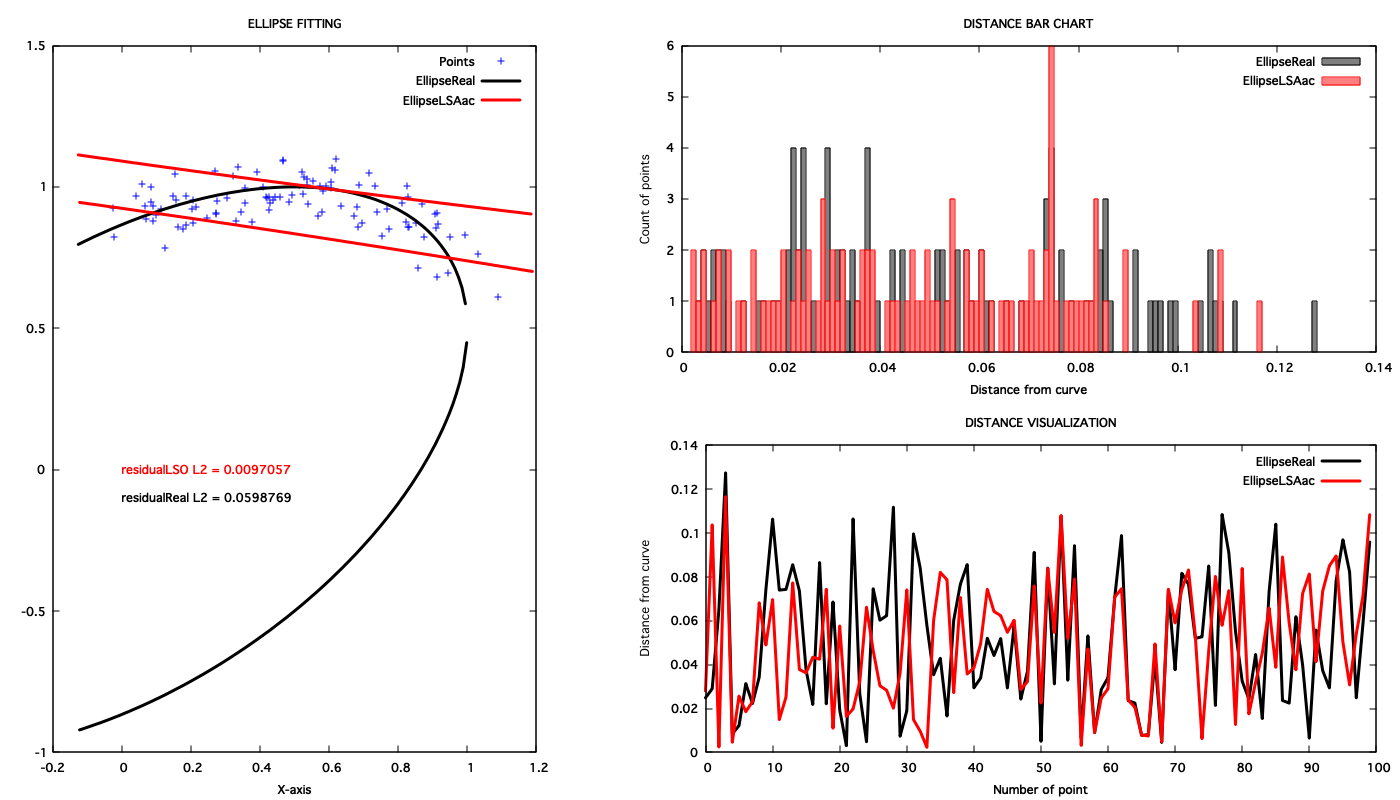 ELLIPSE FITTING
1.5
1
0.5
0
-0.5
-1
Points
EllipseReal
EllipseLSAac
residualLSO L2 = 0.0097057
residualReal L2 = 0.0598769
-0.2 0 0.2 0.4 0.6 0.8 1 1.2
X-axis
DISTANCE BAR CHART
Count of points
6
5
4
3
2
1
0
EllipseReal
EllipseLSAac
0 0.02 0.04 0.06 0.08 0.1 0.12 0.14
Distance from curve
DISTANCE VISUALIZATION
Distance from curve
0.14
0.12
0.1
0.08
0.06
0.04
0.02
0
EllipseReal
EllipseLSAac
0 10 20 30 40 50 60 70 80 90 100
Number of point